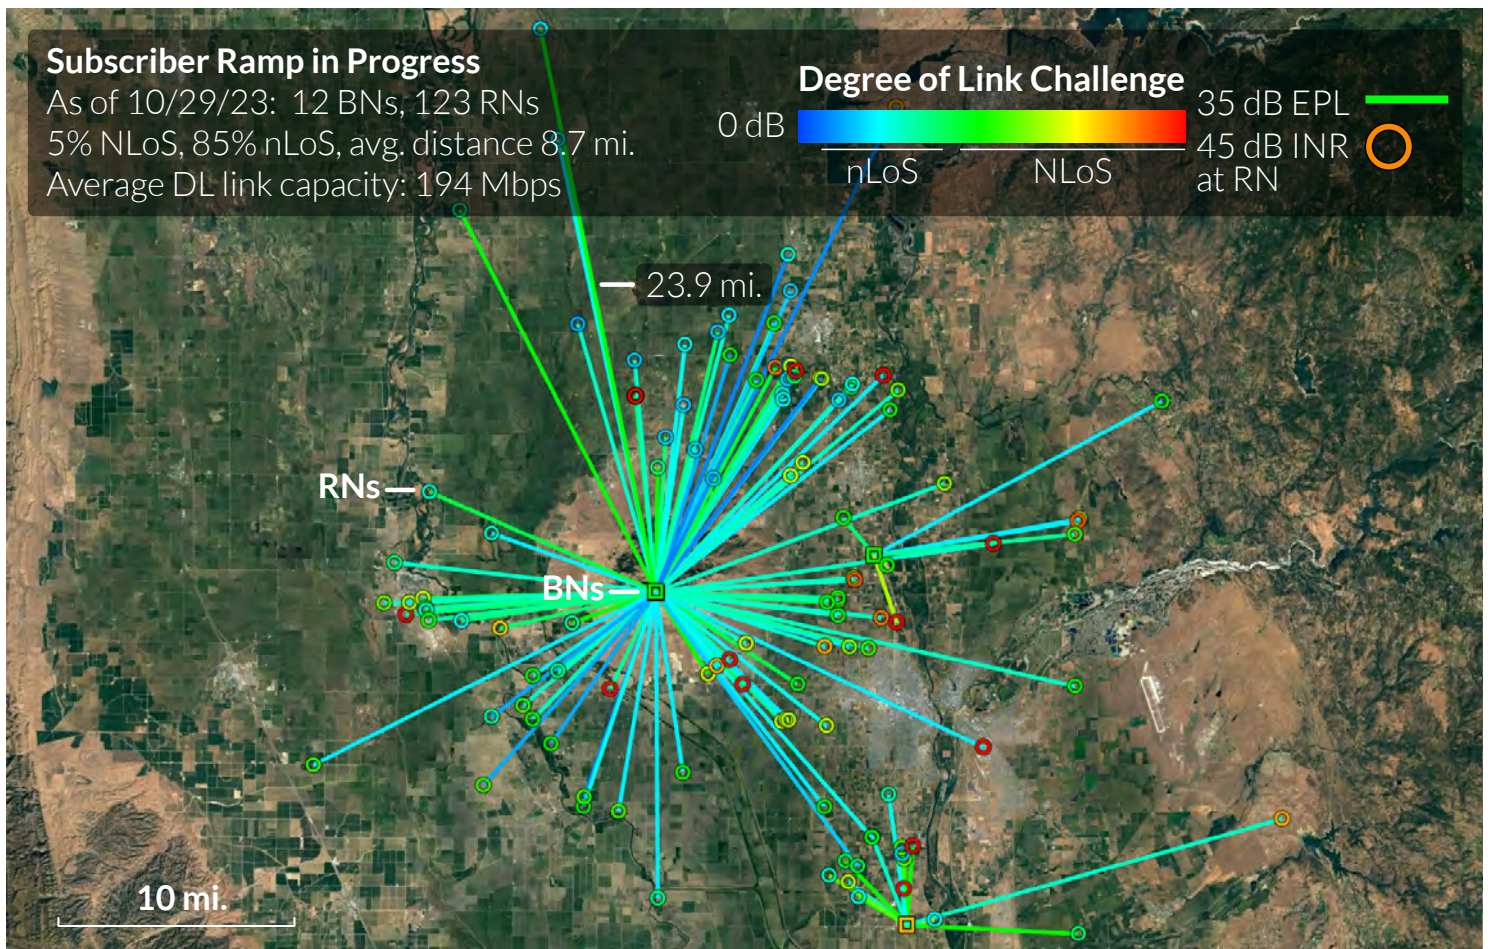 Subscriber Ramp in Progress
As of 10/29/23: 12 BNs, 123 RNs
5% NLoS, 85% nLoS, avg. distance 8.7 mi.
Average DL link capacity: 194 Mbps
Degree of Link Challenge
0 dB
nLoS
NLoS
35 dB EPL
45 dB INR
at RN
23.9 mi.
RNs
BNs
10 mi.